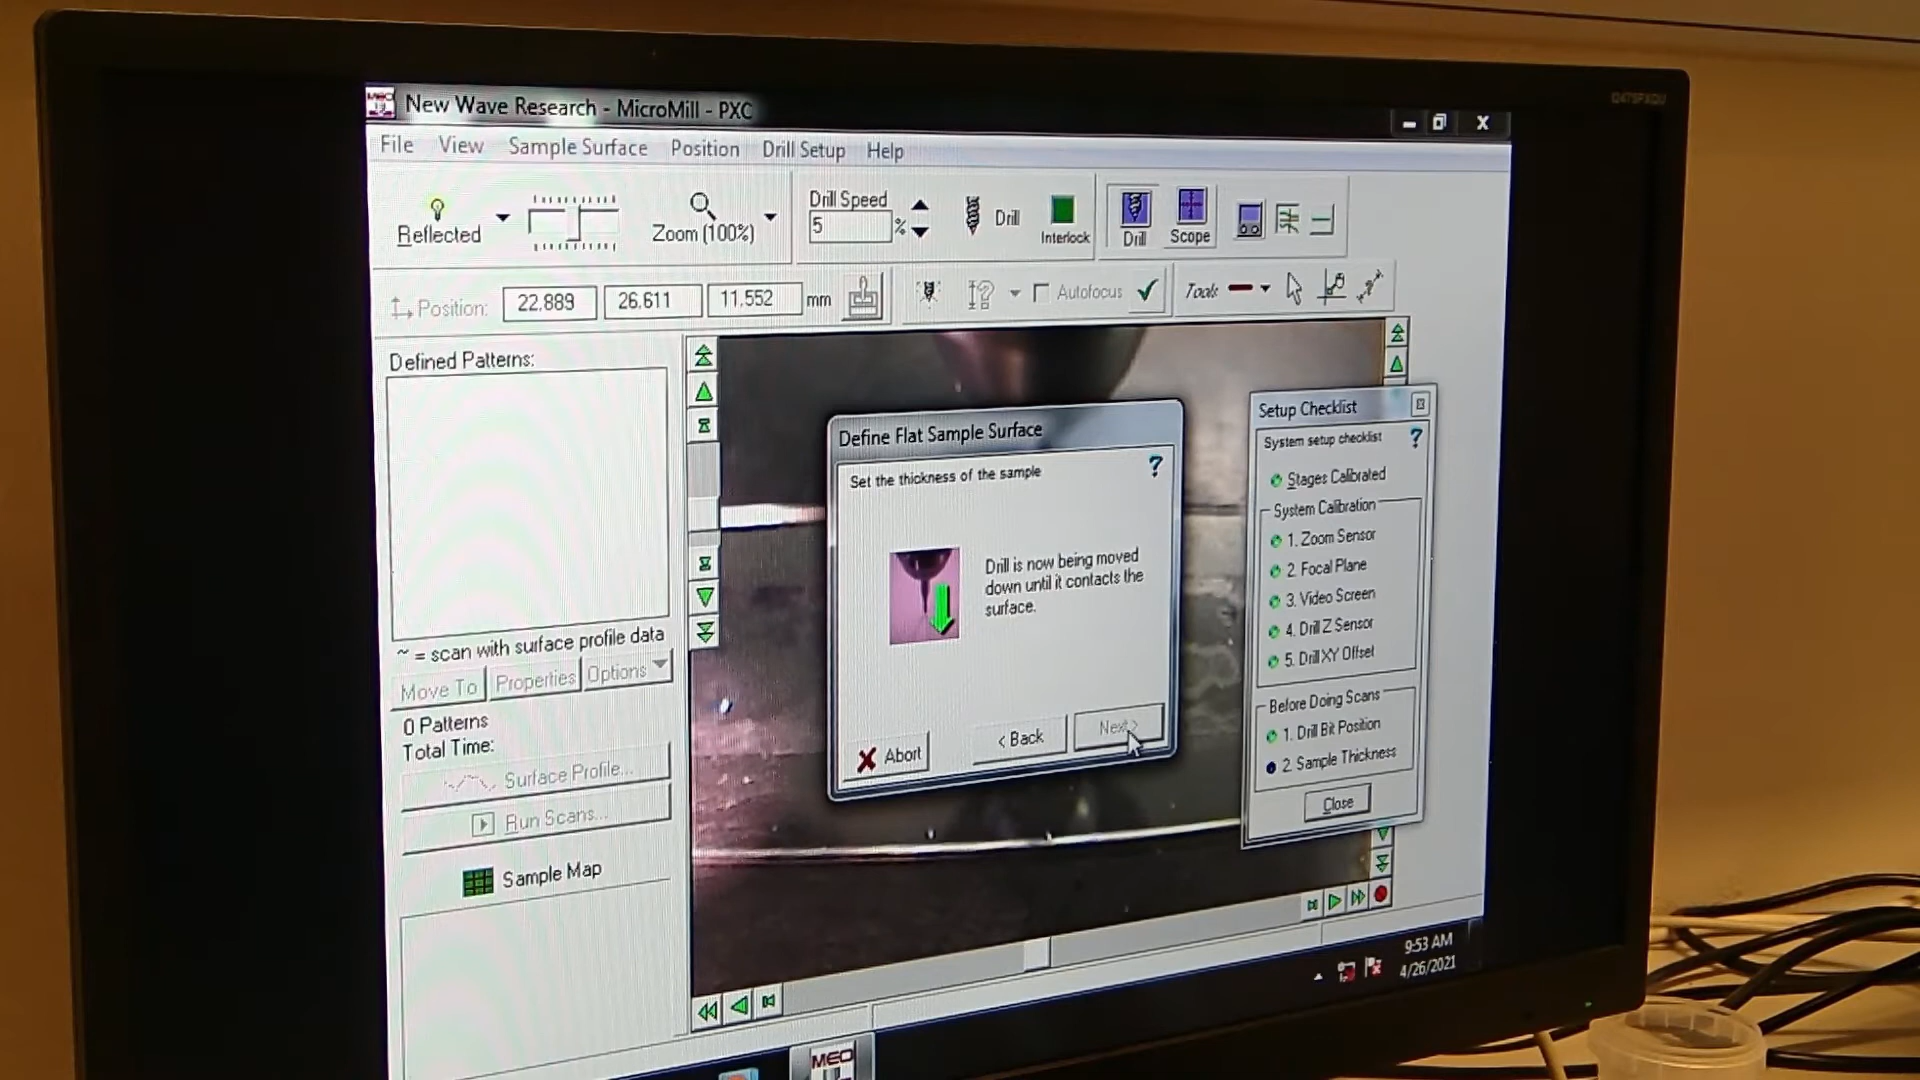 New Wave Research - MicroMill - PXC
File View Sample Surface Position Drill Setup Help
Reflected
Zoom (100%)
Drill Speed
5 %
Drill
Interlock
Drill
Scope
Position: 22.889 26.611 11.552 mm
Autofocus
Tools
Defined Patterns:
~ = scan with surface profile data
Move To Properties Options
0 Patterns
Total Time:
Surface Profile...
Run Scans...
Sample Map
Define Flat Sample Surface
Set the thickness of the sample
?
Drill is now being moved
down until it contacts the
surface.
Abort
< Back
Next >
Setup Checklist
System setup checklist
?
Stages Calibrated
System Calibration
1. Zoom Sensor
2. Focal Plane
3. Video Screen
4. Drill Z Sensor
5. Drill XY Offset
Before Doing Scans
1. Drill Bit Position
2. Sample Thickness
Close
9:53 AM
4/26/2021
MEO